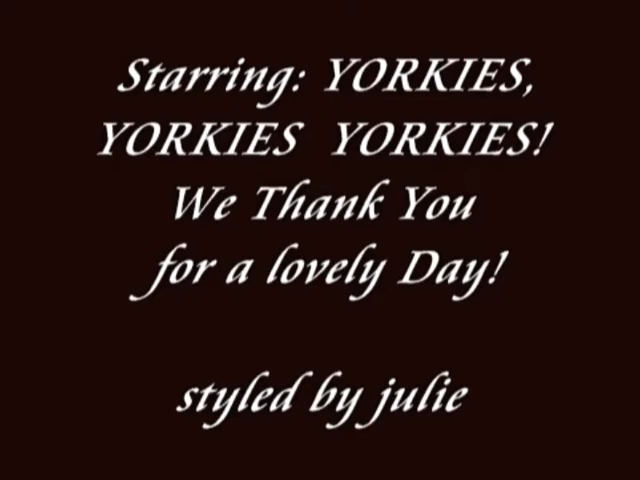 Starring: YORKIES,
YORKIES YORKIES!
We Thank You
for a lovely Day!
styled by julie